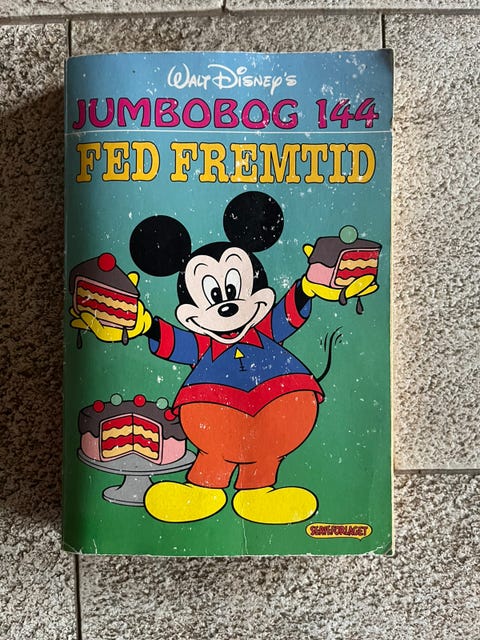 WALT DISNEY'S
JUMBOBOG 144
FED FREMTID
SERIEFORLAGET